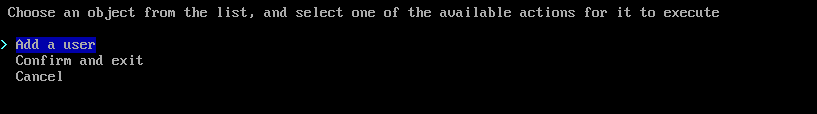 Choose an object from the list, and select one of the available actions for it to execute
> Add a user
Confirm and exit
Cancel